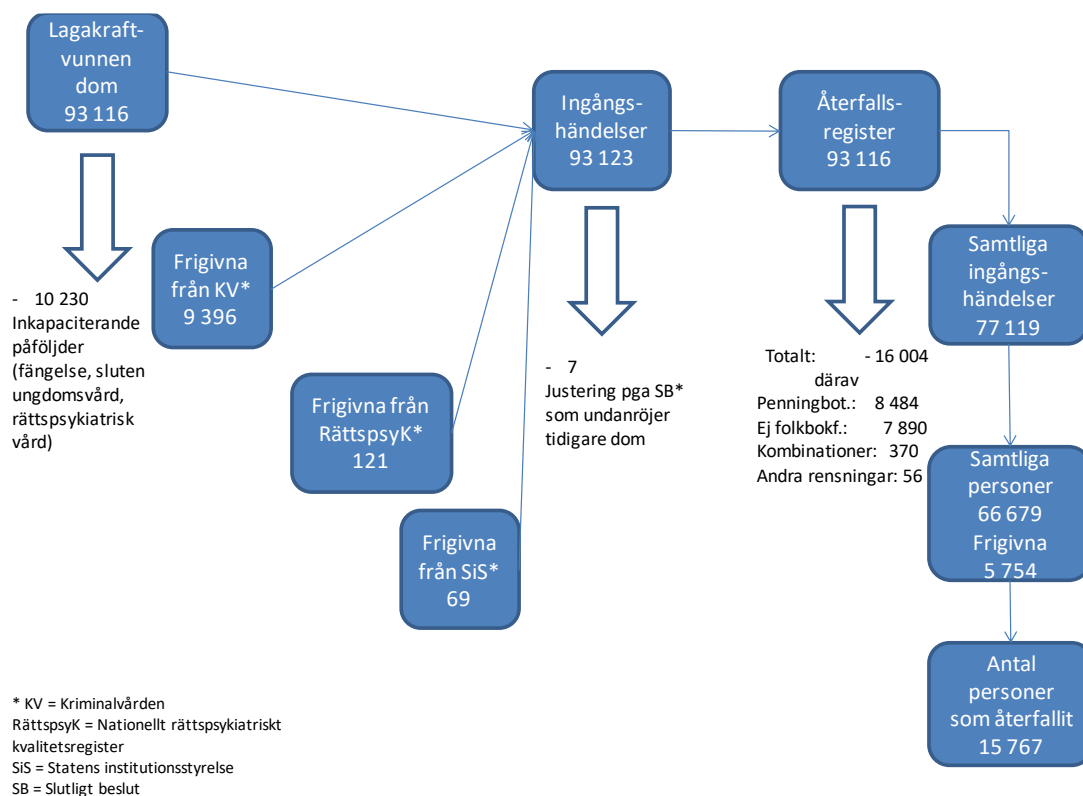 Lagakraft-
vunnen
dom
93 116
- 10 230
Inkapaciterande
påföljder
(fängelse, sluten
ungdomsvård,
rättspsykiatrisk
vård)
Frigivna
från KV*
9 396
Frigivna från
RättspsyK*
121
Frigivna
från SiS*
69
Ingångs-
händelser
93 123
- 7
Justering pga SB*
som undanröjer
tidigare dom
Återfalls-
register
93 116
Totalt: - 16 004
därav
Penningbot.: 8 484
Ej folkbokf.: 7 890
Kombinationer: 370
Andra rensningar: 56
Samtliga
ingångs-
händelser
77 119
Samtliga
personer
66 679
Frigivna
5 754
Antal
personer
som återfallit
15 767
* KV = Kriminalvården
RättspsyK = Nationellt rättspsykiatriskt
kvalitetsregister
SiS = Statens institutionsstyrelse
SB = Slutligt beslut